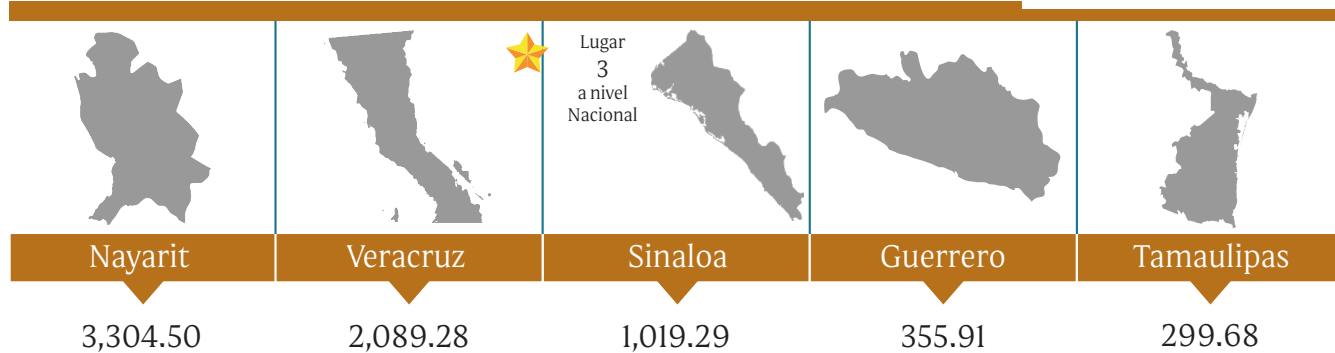 Lugar
3
a nivel
Nacional
Nayarit
Veracruz
Sinaloa
Guerrero
Tamaulipas
3,304.50
2,089.28
1,019.29
355.91
299.68